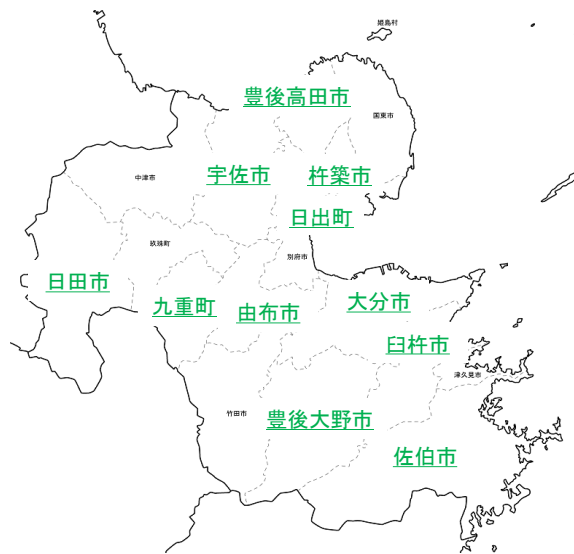 姫島村
豊後高田市
国東市
中津市
宇佐市
杵築市
日出町
玖珠町
別府市
日田市
九重町
由布市
大分市
臼杵市
津久見市
竹田市
豊後大野市
佐伯市